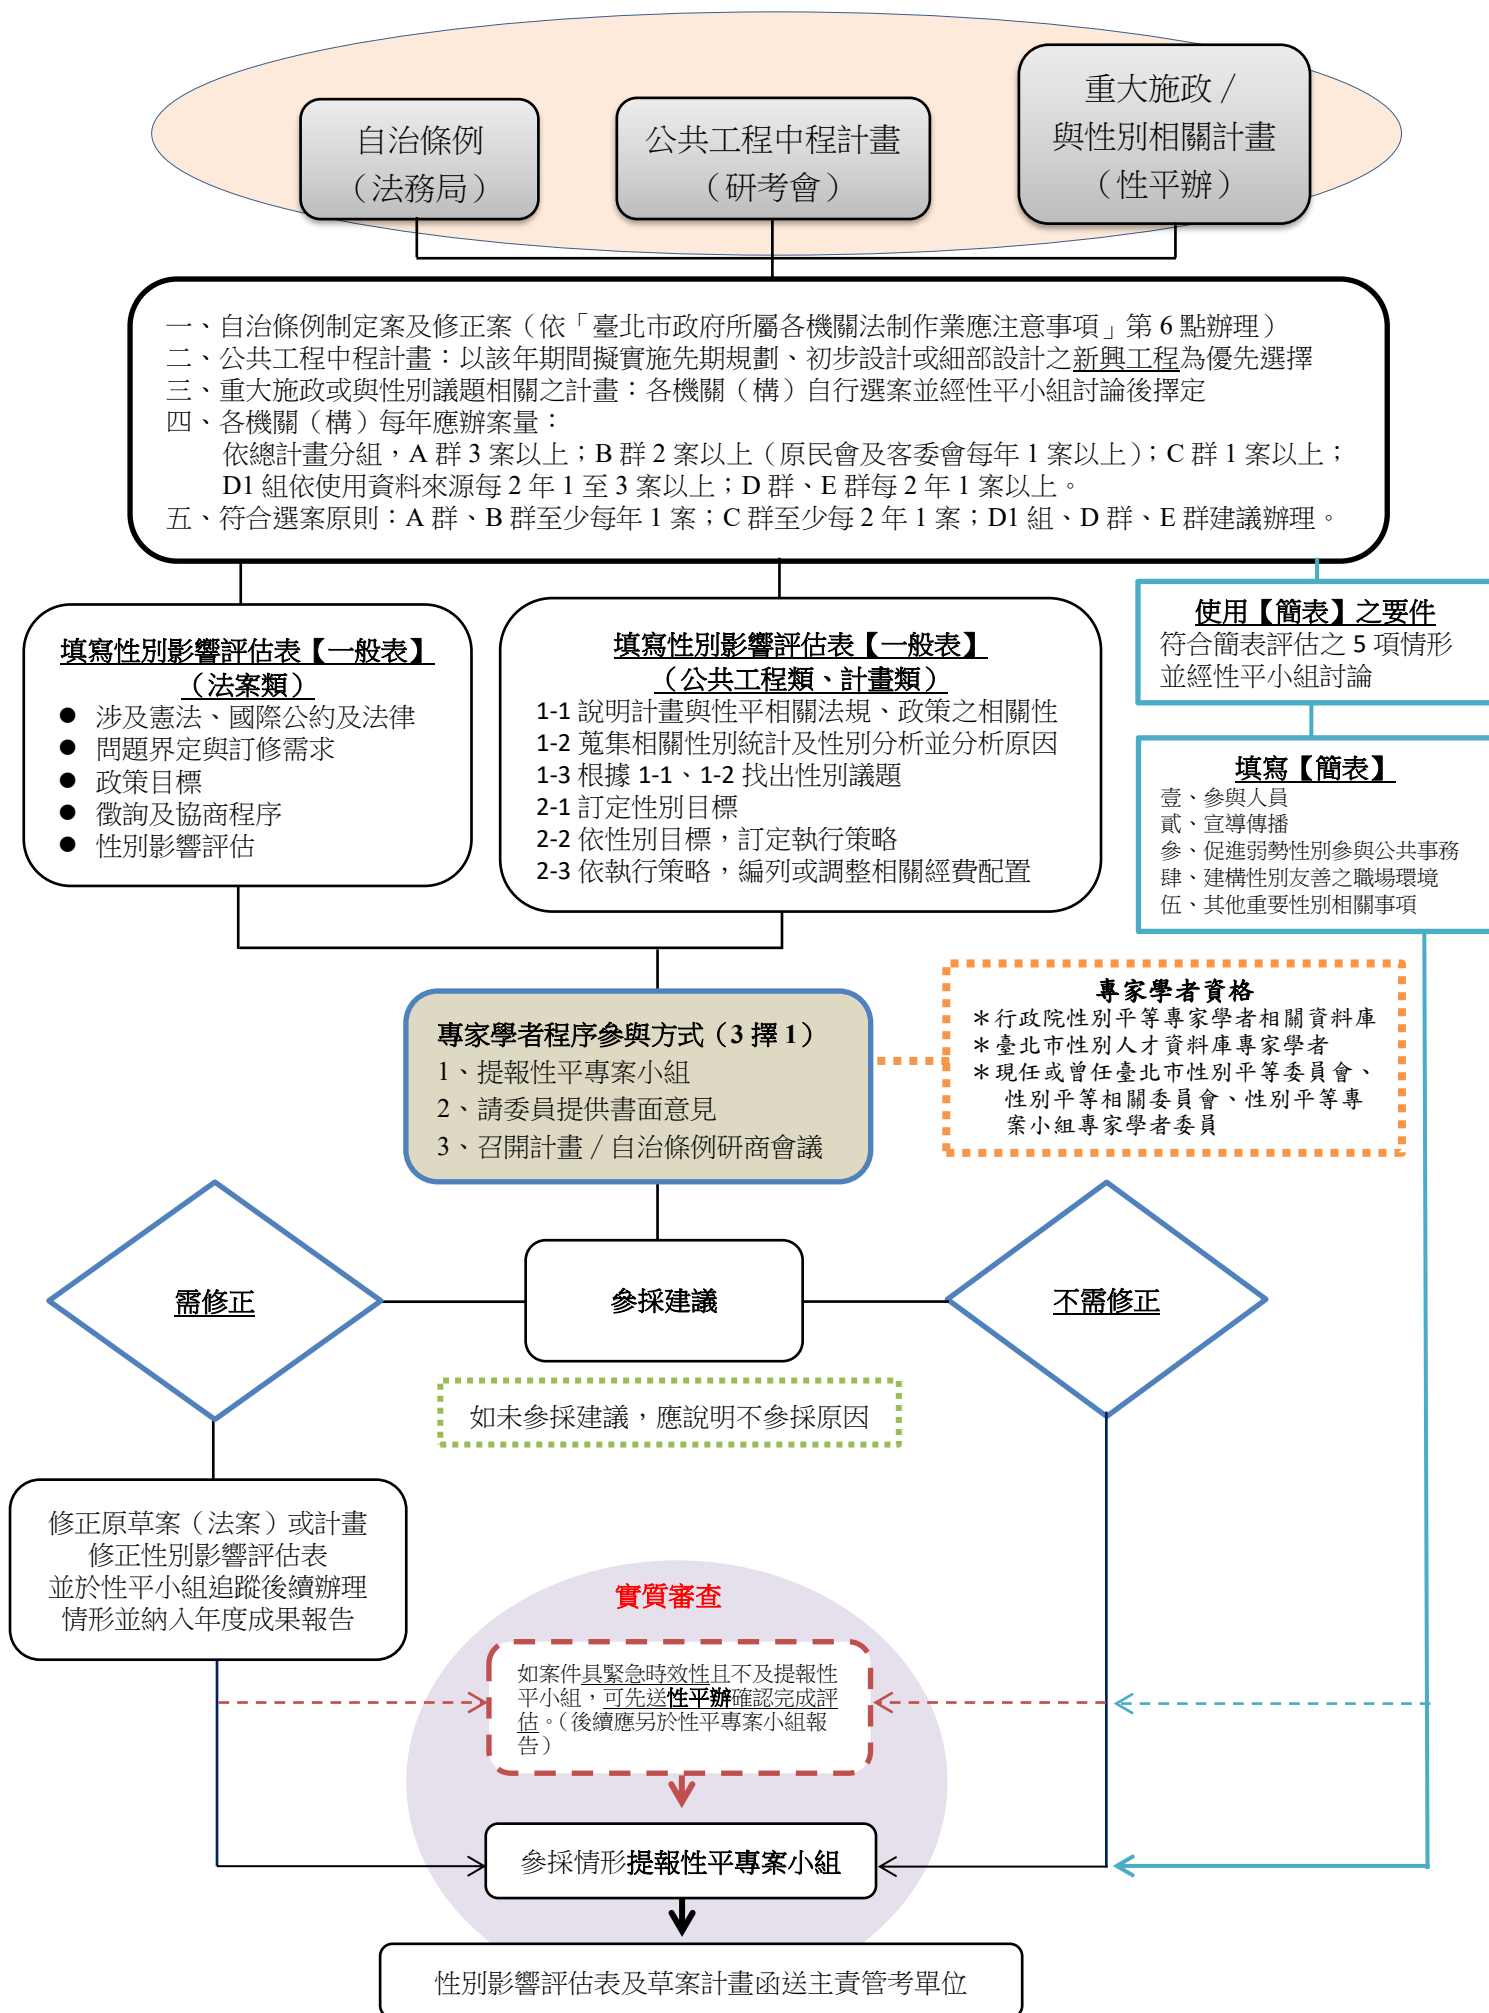 自治條例
（法務局）
公共工程中程計畫
（研考會）
重大施政／
與性別相關計畫
（性平辦）
一、自治條例制定案及修正案（依「臺北市政府所屬各機關法制作業應注意事項」第 6 點辦理）
二、公共工程中程計畫：以該年期間擬實施先期規劃、初步設計或細部設計之新興工程為優先選擇
三、重大施政或與性別議題相關之計畫：各機關（構）自行選案並經性平小組討論後擇定
四、各機關（構）每年應辦案量：
依總計畫分組，A 群 3 案以上；B 群 2 案以上（原民會及客委會每年 1 案以上）；C 群 1 案以上；
D1 組依使用資料來源每 2 年 1 至 3 案以上；D 群、E 群每 2 年 1 案以上。
五、符合選案原則：A 群、B 群至少每年 1 案；C 群至少每 2 年 1 案；D1 組、D 群、E 群建議辦理。
填寫性別影響評估表【一般表】
（法案類）
● 涉及憲法、國際公約及法律
● 問題界定與訂修需求
● 政策目標
● 徵詢及協商程序
● 性別影響評估
填寫性別影響評估表【一般表】
（公共工程類、計畫類）
1-1 說明計畫與性平相關法規、政策之相關性
1-2 蒐集相關性別統計及性別分析並分析原因
1-3 根據 1-1、1-2 找出性別議題
2-1 訂定性別目標
2-2 依性別目標，訂定執行策略
2-3 依執行策略，編列或調整相關經費配置
使用【簡表】之要件
符合簡表評估之 5 項情形
並經性平小組討論
填寫【簡表】
壹、參與人員
貳、宣導傳播
參、促進弱勢性別參與公共事務
肆、建構性別友善之職場環境
伍、其他重要性別相關事項
專家學者程序參與方式（3 擇 1）
1、提報性平專案小組
2、請委員提供書面意見
3、召開計畫／自治條例研商會議
專家學者資格
＊行政院性別平等專家學者相關資料庫
＊臺北市性別人才資料庫專家學者
＊現任或曾任臺北市性別平等委員會、
性別平等相關委員會、性別平等專
案小組專家學者委員
需修正
參採建議
不需修正
如未參採建議，應說明不參採原因
修正原草案（法案）或計畫
修正性別影響評估表
並於性平小組追蹤後續辦理
情形並納入年度成果報告
實質審查
如案件具緊急時效性且不及提報性
平小組，可先送性平辦確認完成評
估。（後續應另於性平專案小組報
告）
參採情形提報性平專案小組
性別影響評估表及草案計畫函送主責管考單位